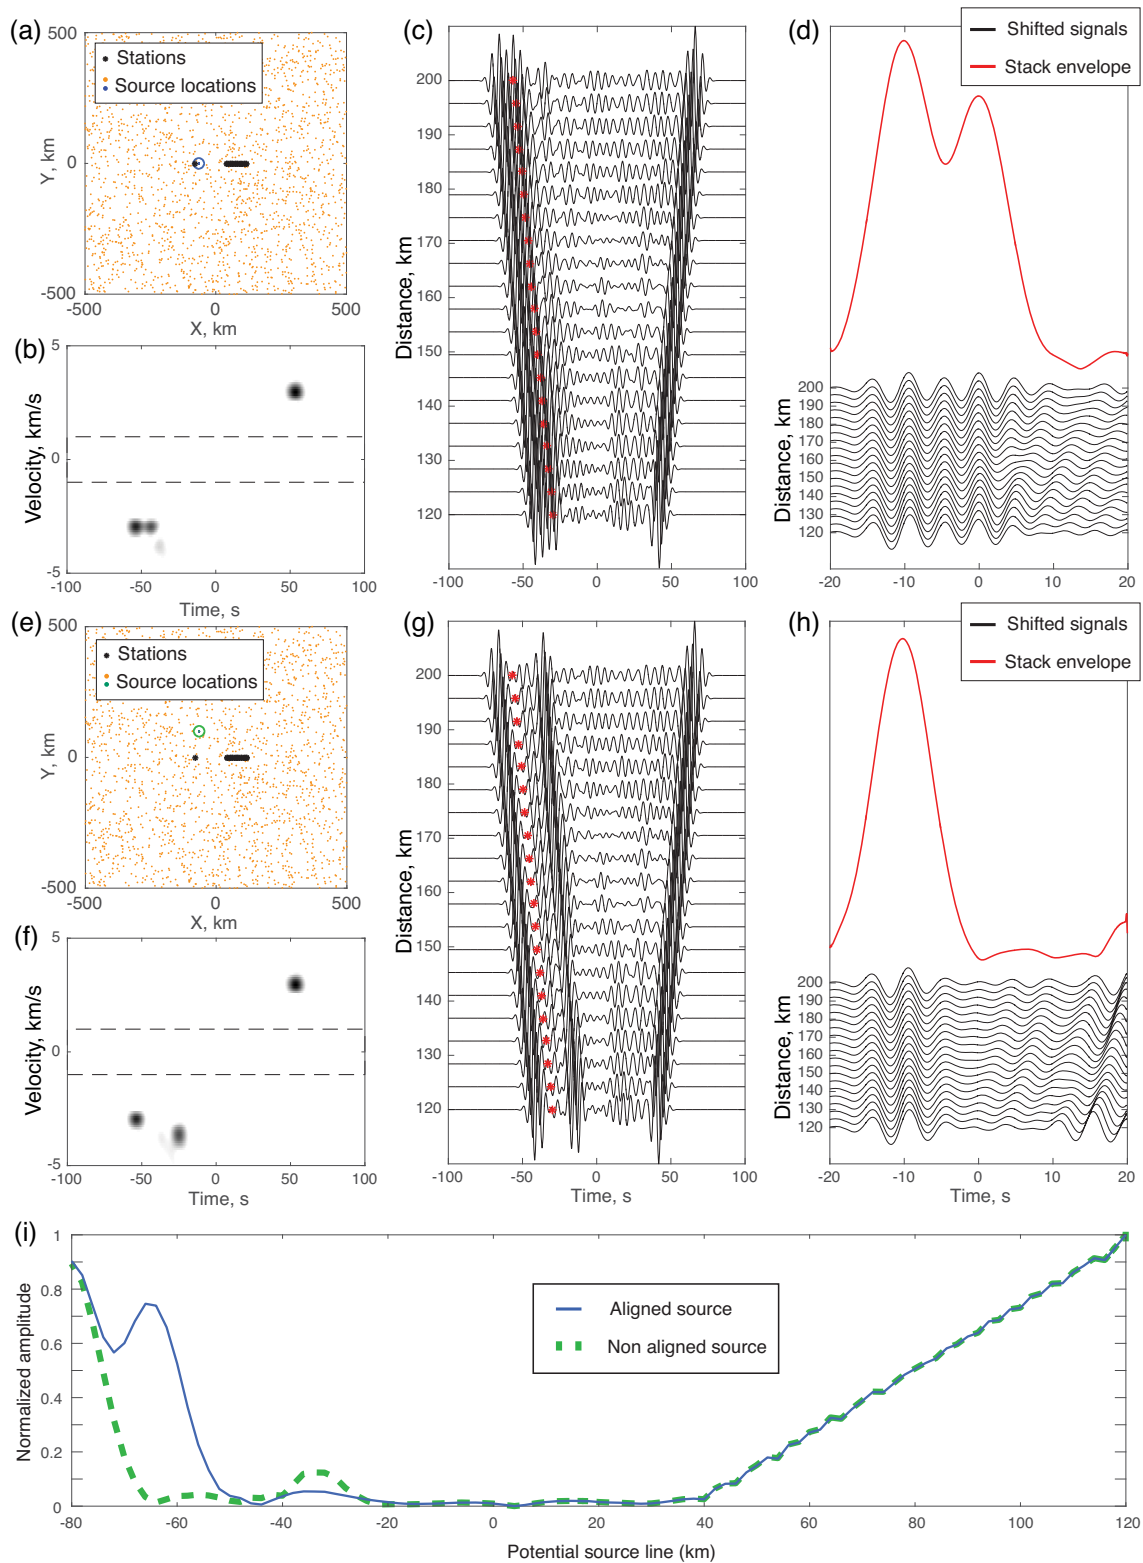 (a)
500
Stations
Source locations
Y, km
0
-500
-500
0
500
X, km
(b)
5
Velocity, km/s
0
-5
-100
-50
0
50
100
Time, s
(c)
200
190
180
170
160
150
140
130
120
Distance, km
-100
-50
0
50
100
(d)
Shifted signals
Stack envelope
200
190
180
170
160
150
140
130
120
Distance, km
-20
-10
0
10
20
(e)
500
Stations
Source locations
Y, km
0
-500
-500
0
500
X, km
(f)
5
Velocity, km/s
0
-5
-100
-50
0
50
100
Time, s
(g)
200
190
180
170
160
150
140
130
120
Distance, km
-100
-50
0
50
100
Time, s
(h)
Shifted signals
Stack envelope
200
190
180
170
160
150
140
130
120
Distance, km
-20
-10
0
10
20
Time, s
(i)
1
0.8
0.6
0.4
0.2
0
Normalized amplitude
Aligned source
Non aligned source
-80
-60
-40
-20
0
20
40
60
80
100
120
Potential source line (km)